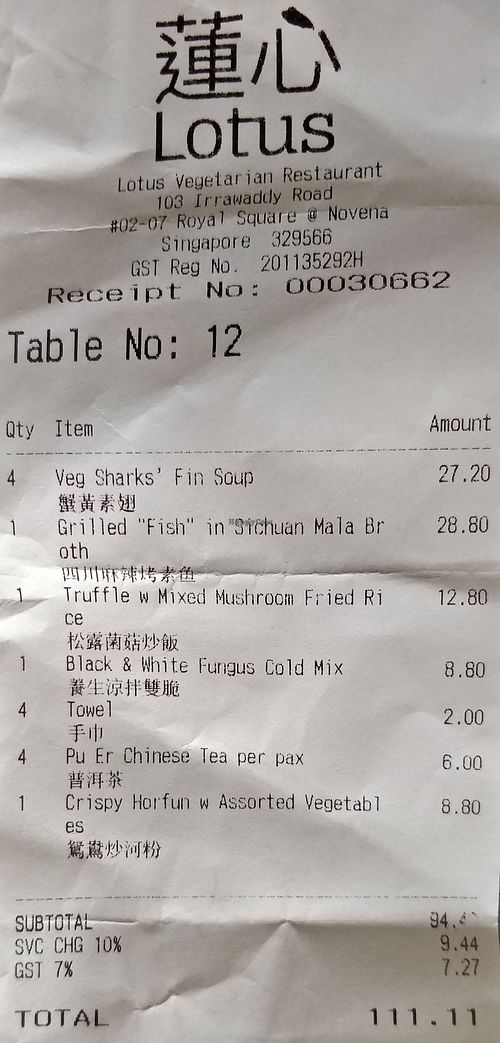 蓮心
Lotus
Lotus Vegetarian Restaurant
103 Irrawaddy Road
#02-07 Royal Square @ Novena
Singapore 329566
GST Reg No. 201135292H
Receipt No: 00030662
Table No: 12
Qty Item Amount
4 Veg Sharks' Fin Soup 27.20
蟹黃素翅
1 Grilled "Fish" in Sichuan Mala Br 28.80
oth
四川麻辣烤素鱼
1 Truffle w Mixed Mushroom Fried Ri 12.80
ce
松露菌菇炒飯
1 Black & White Fungus Cold Mix 8.80
養生涼拌雙脆
4 Towel 2.00
手巾
4 Pu Er Chinese Tea per pax 6.00
普洱茶
1 Crispy Horfun w Assorted Vegetabl 8.80
es
鴛鴦炒河粉
SUBTOTAL
SVC CHG 10% 9.44
GST 7% 7.27
TOTAL 111.11